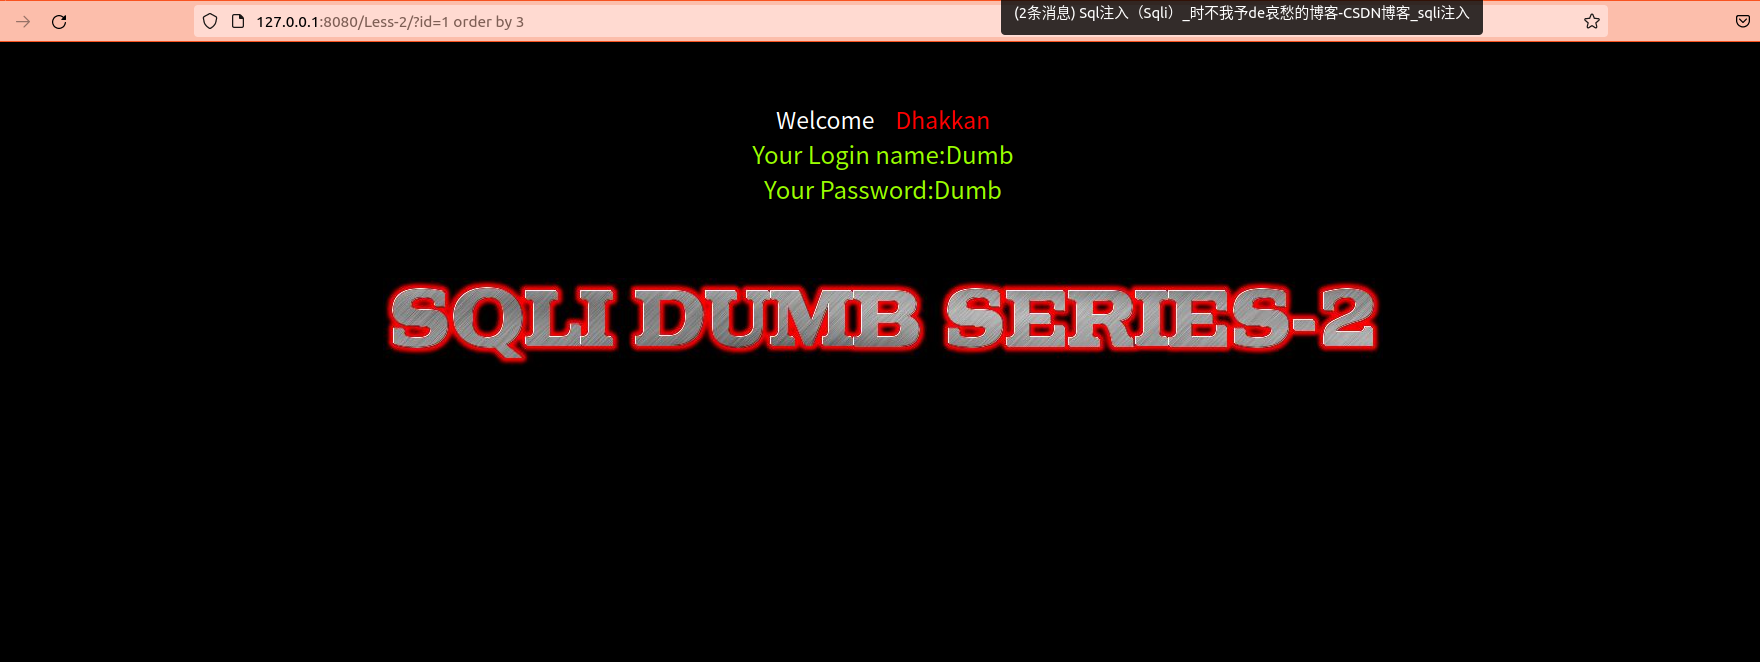 127.0.0.1:8080/Less-2/?id=1 order by 3
(2条消息) Sql注入（Sqli）_时不我予de哀愁的博客-CSDN博客_sqli注入
Welcome Dhakkan
Your Login name:Dumb
Your Password:Dumb
SQLI DUMB SERIES-2